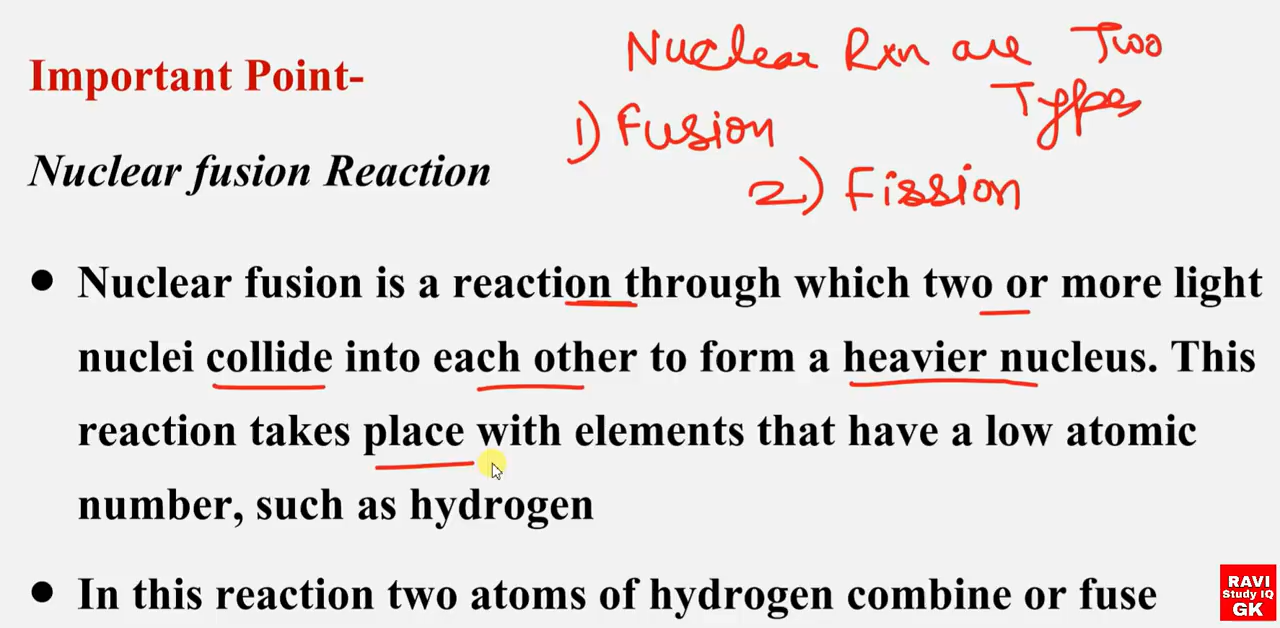 Nuclear Rxn are Two
Types
Important Point-
1) Fusion
2) Fission
Nuclear fusion Reaction
● Nuclear fusion is a reaction through which two or more light
nuclei collide into each other to form a heavier nucleus. This
reaction takes place with elements that have a low atomic
number, such as hydrogen
● In this reaction two atoms of hydrogen combine or fuse
RAVI
Study IQ
GK